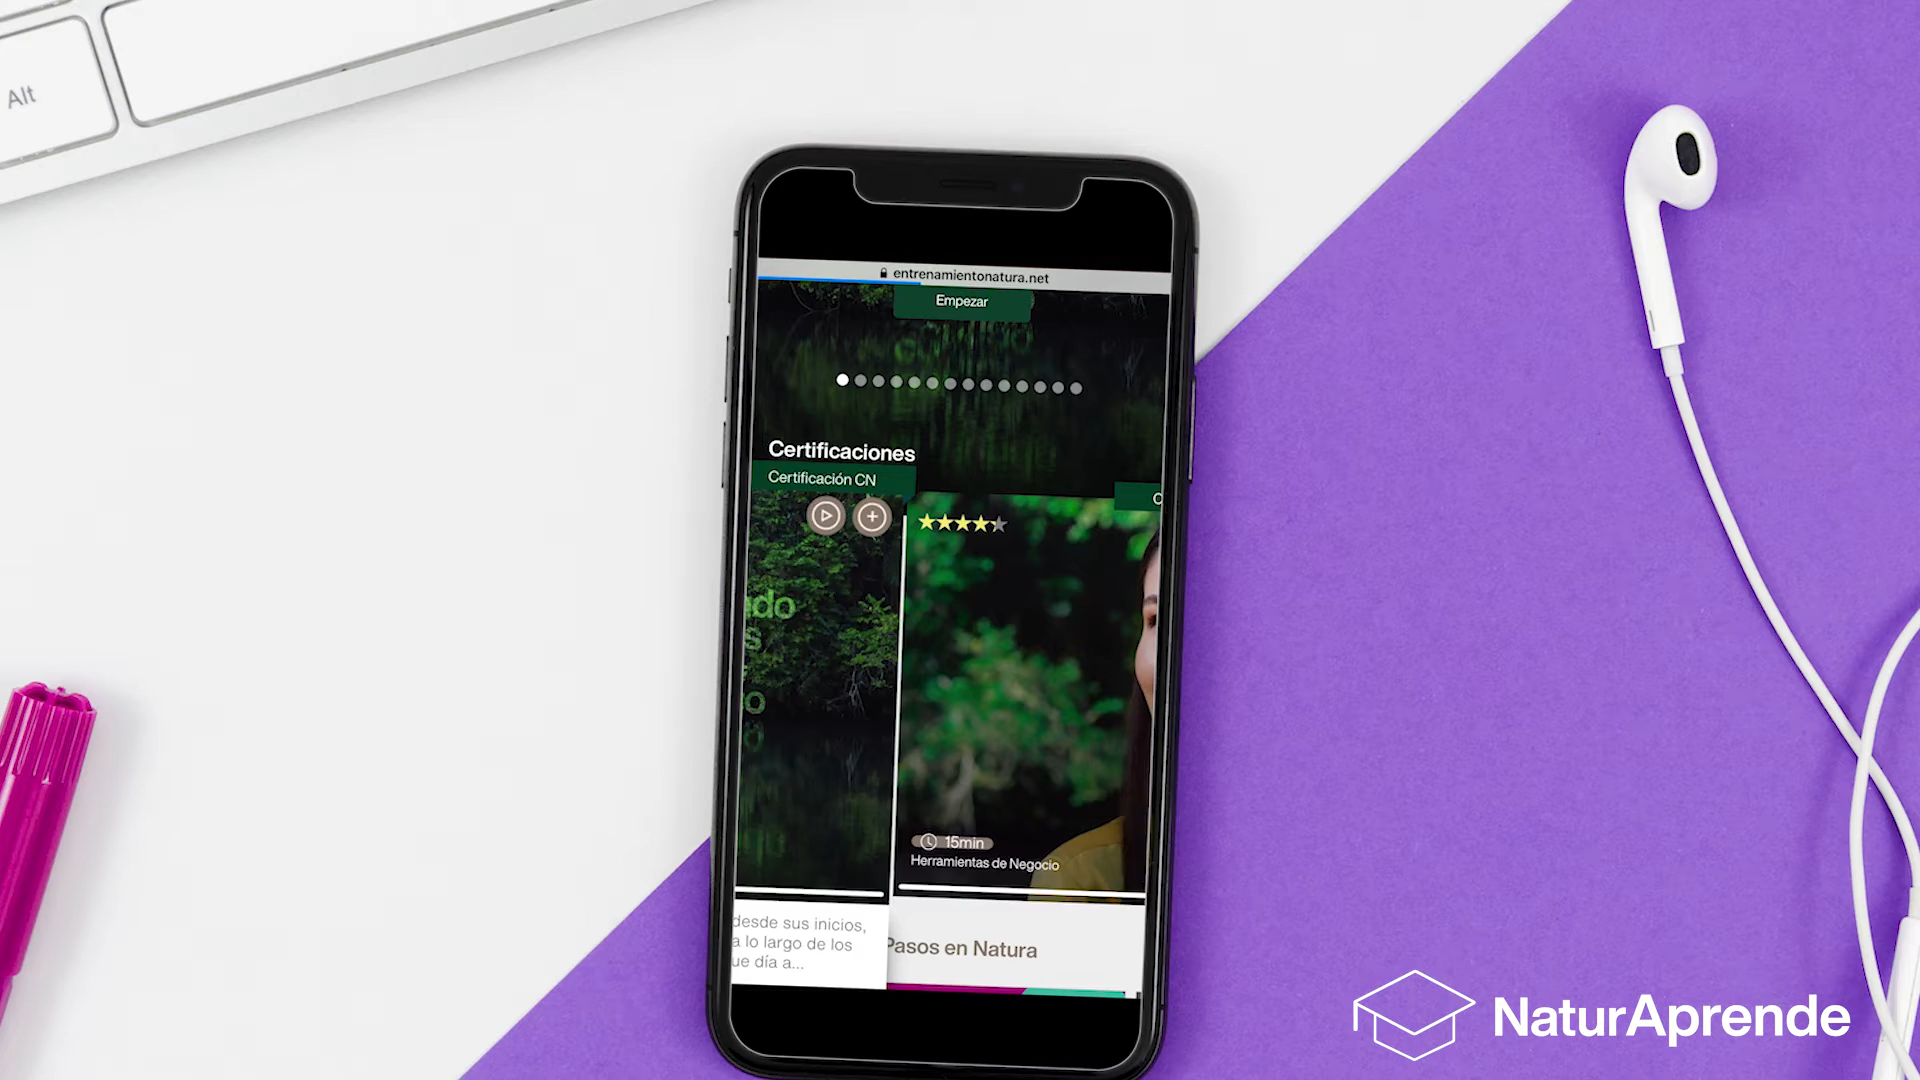 Alt
entrenamientonatura.net
Empezar
Certificaciones
Certificación CN
15min
Herramientas de Negocio
desde sus inicios,
a lo largo de los
día a...
Pasos en Natura
NaturAprende